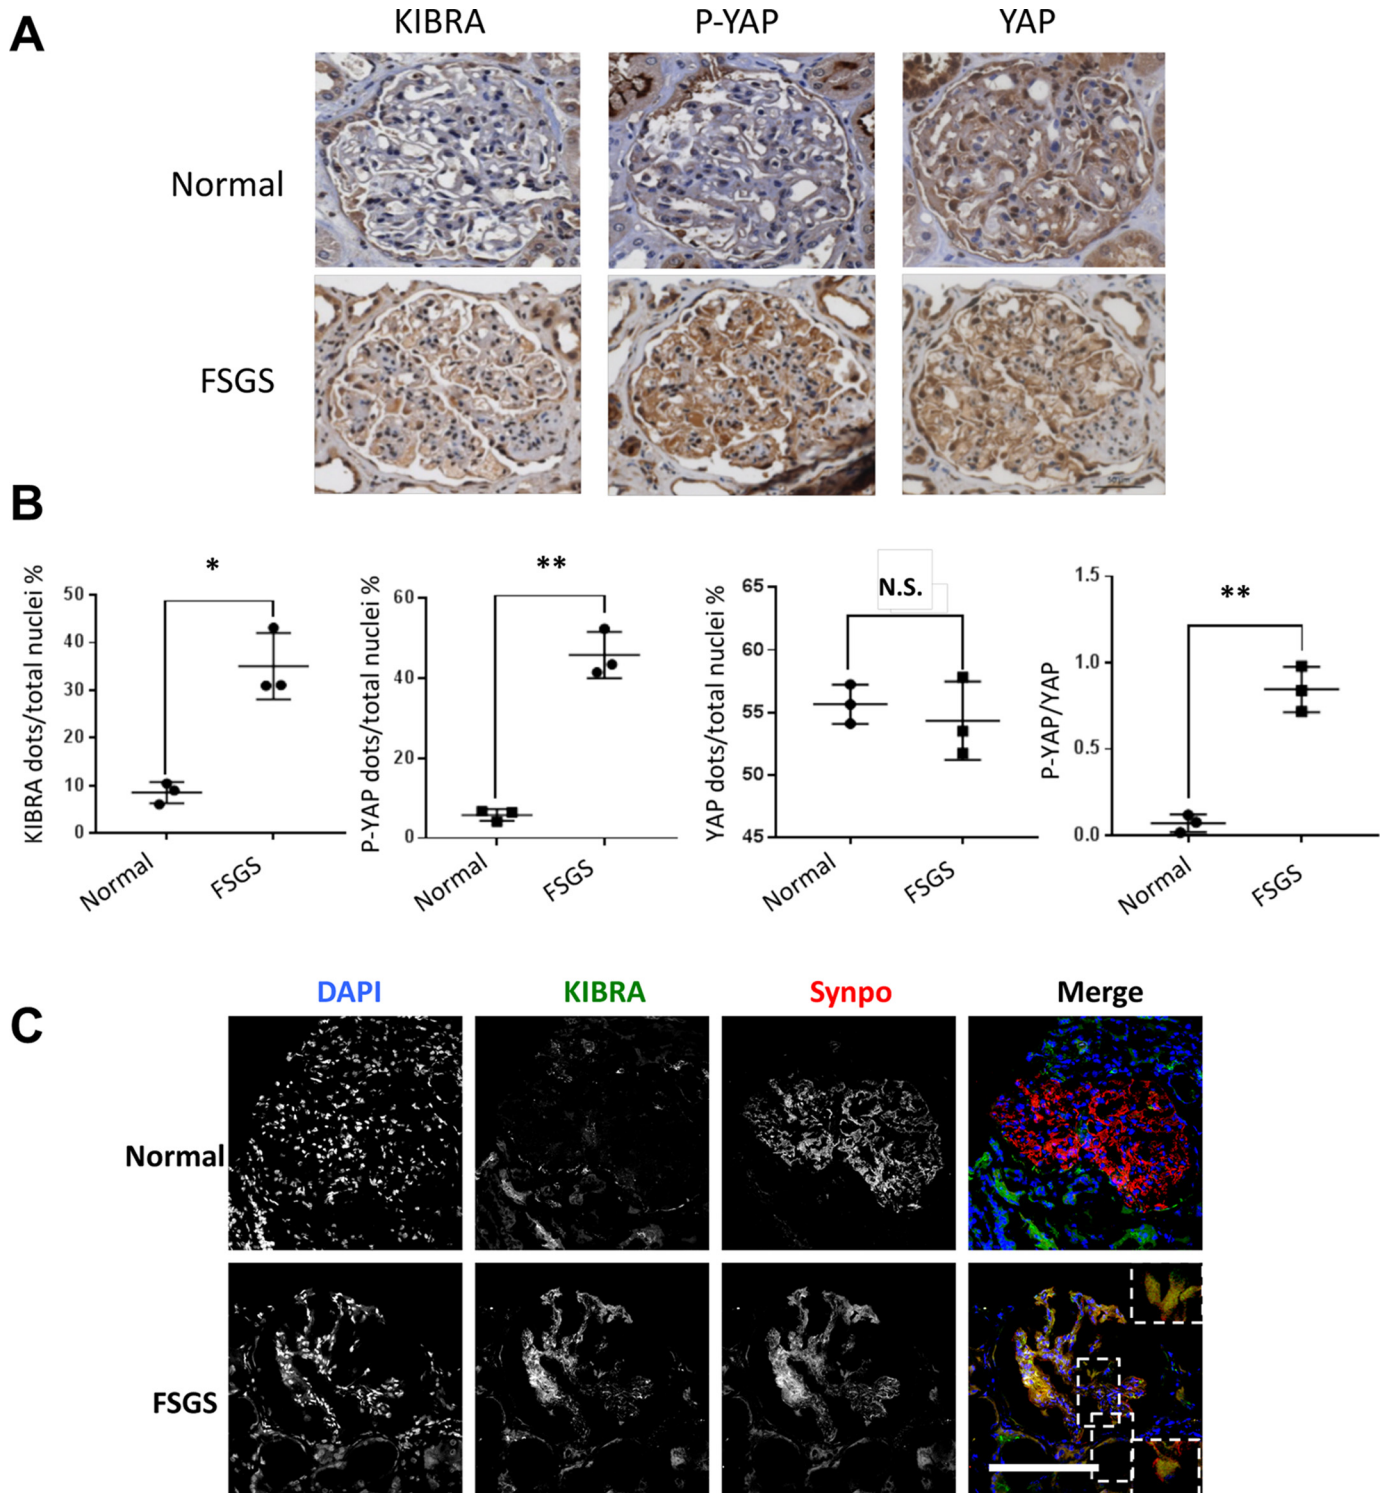 A
KIBRA P-YAP YAP
Normal
FSGS
B
KIBRA dots/total nuclei %
50
40
30
20
10
0
*
Normal FSGS
P-YAP dots/total nuclei %
60
40
20
0
**
Normal FSGS
YAP dots/total nuclei %
65
60
55
50
45
N.S.
Normal FSGS
P-YAP/YAP
1.5
1.0
0.5
0.0
**
Normal FSGS
C
DAPI KIBRA Synpo Merge
Normal
FSGS